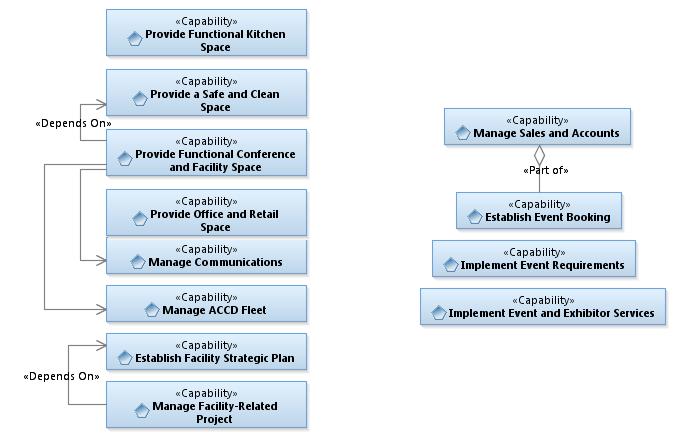 «Capability»
Provide Functional Kitchen
Space
«Capability»
Provide a Safe and Clean
Space
«Depends On»
«Capability»
Provide Functional Conference
and Facility Space
«Capability»
Provide Office and Retail
Space
«Capability»
Manage Communications
«Capability»
Manage ACCD Fleet
«Capability»
Establish Facility Strategic Plan
«Depends On»
«Capability»
Manage Facility-Related
Project
«Capability»
Manage Sales and Accounts
«Part of»
«Capability»
Establish Event Booking
«Capability»
Implement Event Requirements
«Capability»
Implement Event and Exhibitor Services